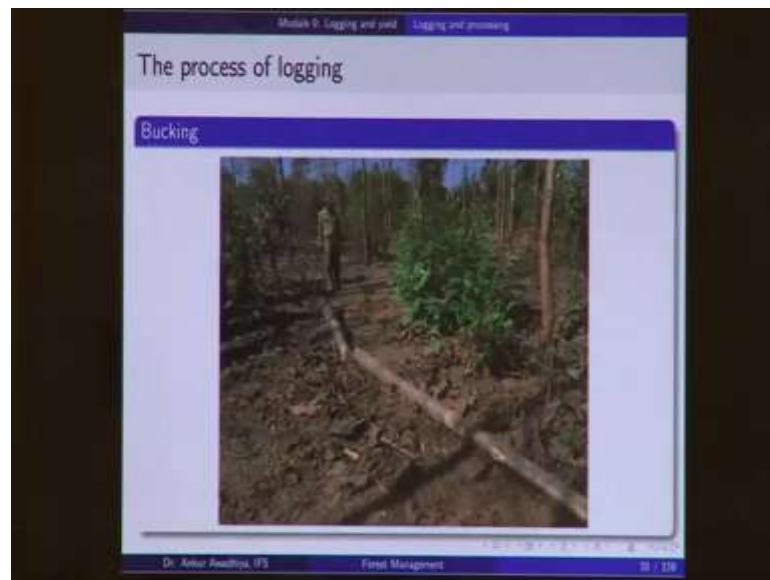 Module 9: Logging and yield Logging and processing
The process of logging
Bucking
Dr. Ankur Awadhiya, IFS Forest Management